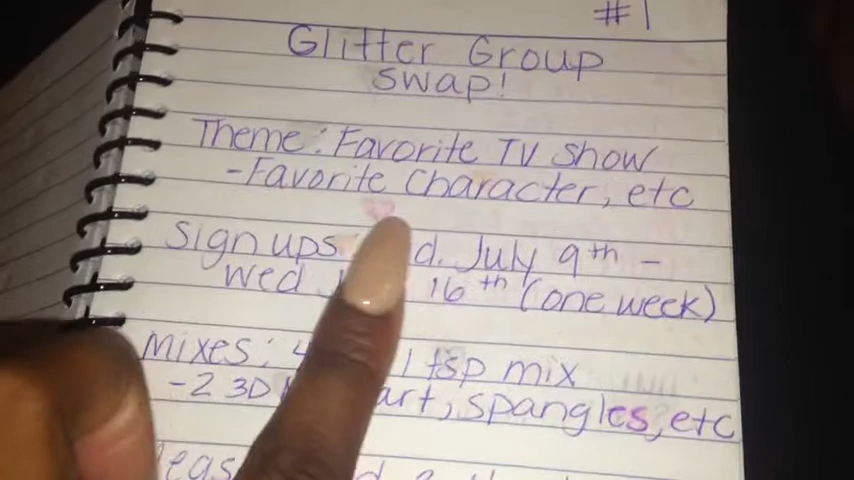 #1
Glitter Group
Swap!
Theme: Favorite TV Show
- Favorite Character, etc
Sign ups d. July 9th -
Wed J 16th (one week)
Mixes: 4 1 tsp mix
- 2 3D art, spangles, etc